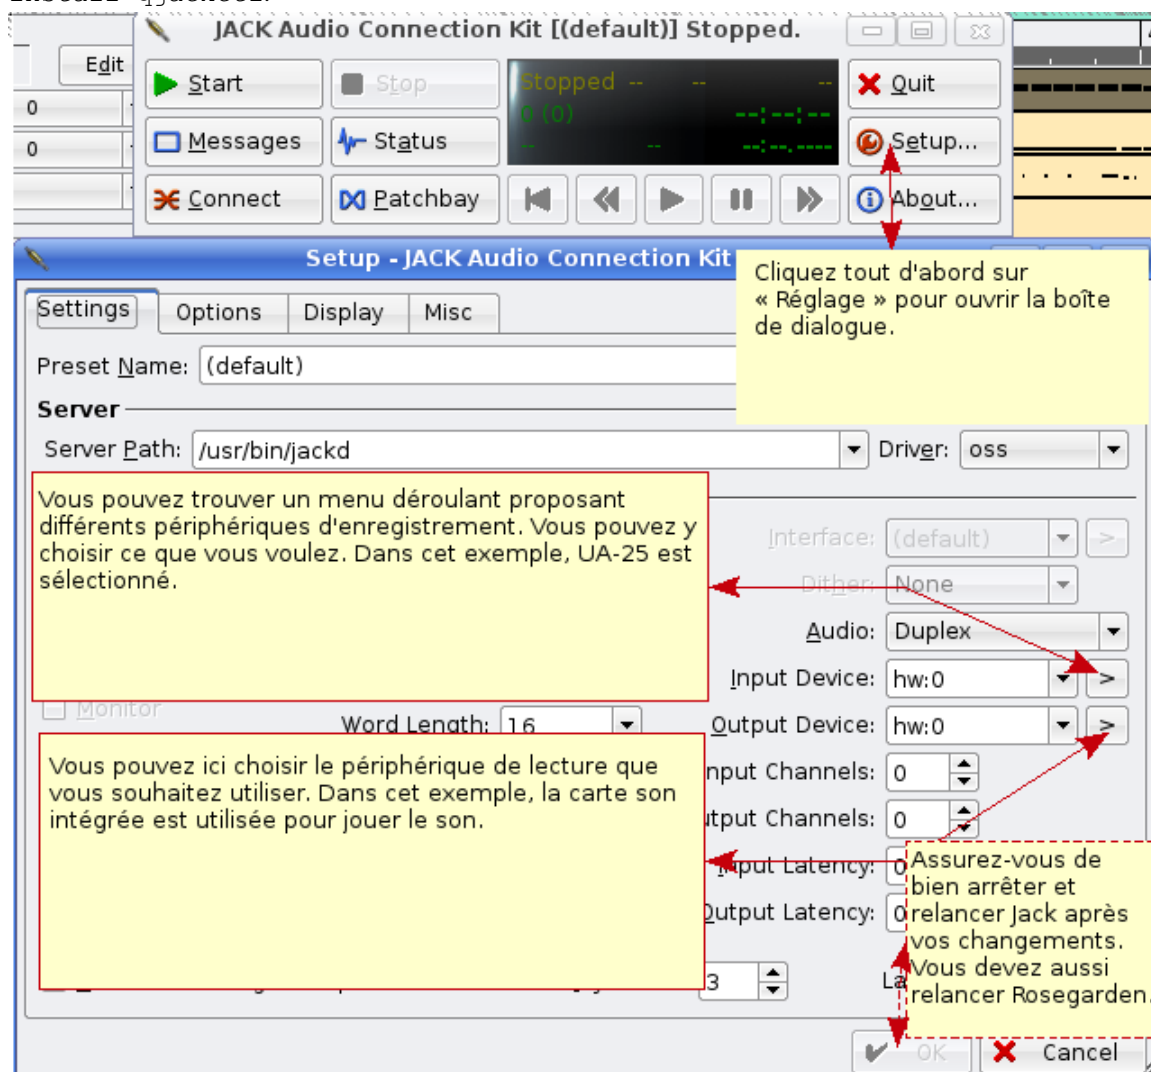 JACK Audio Connection Kit [(default)] Stopped.
Edit
Start
Stop
Stopped -- -- --
Quit
0
0 (0) --:--:--
0
Messages
Status
-- -- --:--.----
Setup...
Connect
Patchbay
About...
Setup - JACK Audio Connection Kit
Cliquez tout d'abord sur
« Réglage » pour ouvrir la boîte
de dialogue.
Settings
Options
Display
Misc
Preset Name: (default)
Server
Server Path: /usr/bin/jackd
Driver: oss
Vous pouvez trouver un menu déroulant proposant
différents périphériques d'enregistrement. Vous pouvez y
choisir ce que vous voulez. Dans cet exemple, UA-25 est
sélectionné.
Interface: (default) >
Dither: None
Audio: Duplex
Input Device: hw:0 >
Monitor
Word Length: 16
Output Device: hw:0 >
Vous pouvez ici choisir le périphérique de lecture que
vous souhaitez utiliser. Dans cet exemple, la carte son
intégrée est utilisée pour jouer le son.
nput Channels: 0
utput Channels: 0
Input Latency: 0
Output Latency: 0
Assurez-vous de
bien arrêter et
relancer Jack après
vos changements.
Vous devez aussi
relancer Rosegarden.
3
La
OK
Cancel